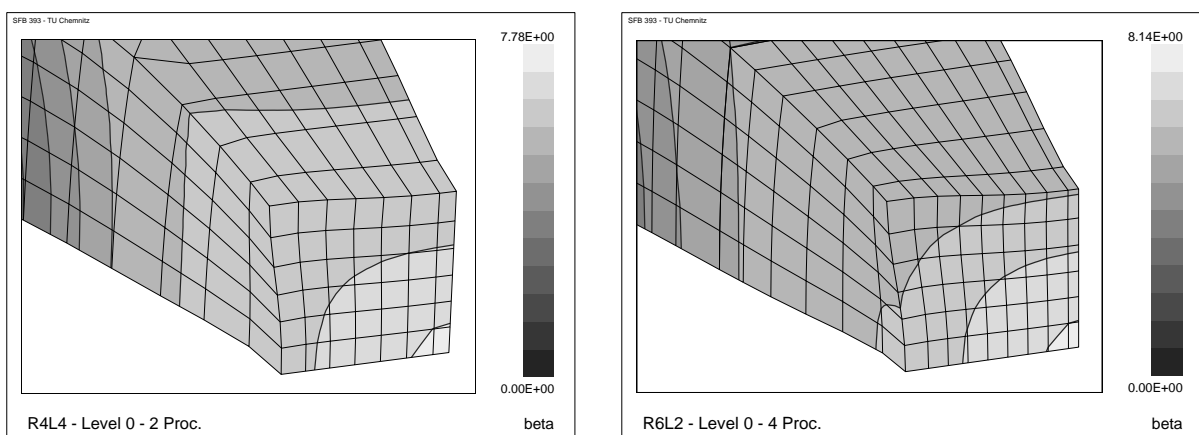 SFB 393 - TU Chemnitz
7.78E+00
0.00E+00
R4L4 - Level 0 - 2 Proc.
beta
SFB 393 - TU Chemnitz
8.14E+00
0.00E+00
R6L2 - Level 0 - 4 Proc.
beta